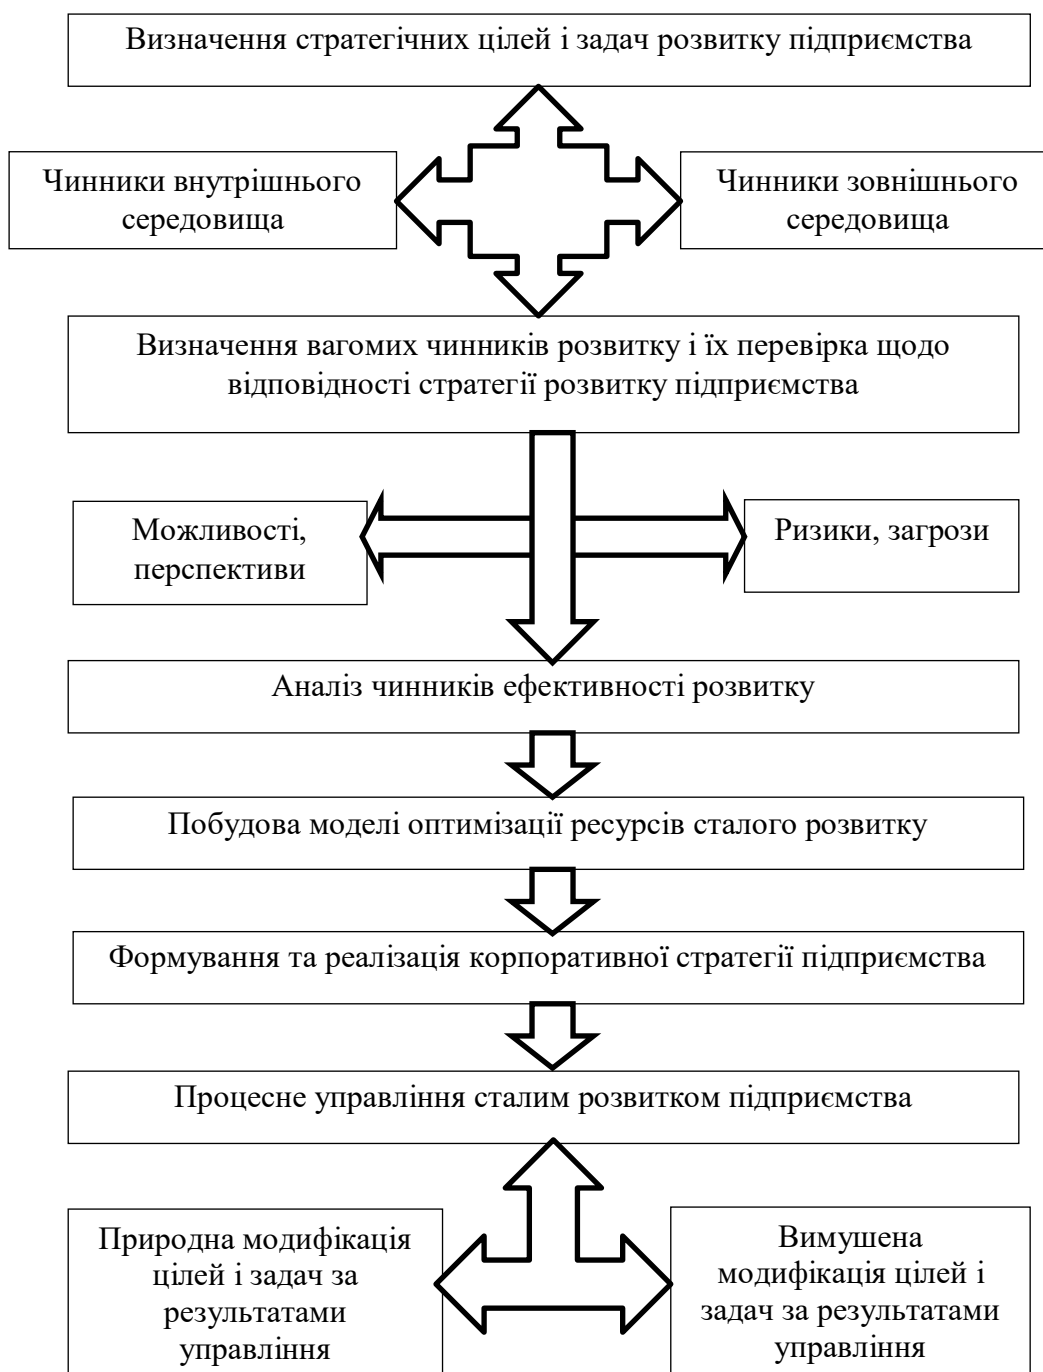 Визначення стратегічних цілей і задач розвитку підприємства
Чинники внутрішнього
середовища
Чинники зовнішнього
середовища
Визначення вагомих чинників розвитку і їх перевірка щодо
відповідності стратегії розвитку підприємства
Можливості,
перспективи
Ризики, загрози
Аналіз чинників ефективності розвитку
Побудова моделі оптимізації ресурсів сталого розвитку
Формування та реалізація корпоративної стратегії підприємства
Процесне управління сталим розвитком підприємства
Природна модифікація
цілей і задач за
результатами
управління
Вимушена
модифікація цілей і
задач за результатами
управління